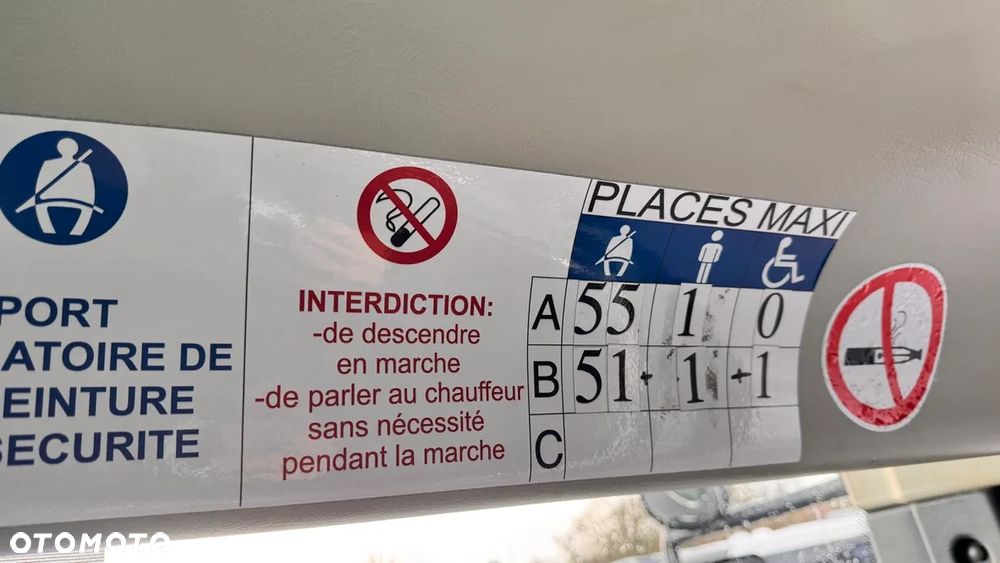 PORT
ATOIRE DE
EINTURE
SECURITE
INTERDICTION:
-de descendre
en marche
-de parler au chauffeur
sans nécessité
pendant la marche
PLACES MAXI
A 55 1 0
B 51 + 1 + 1
C
OTOMOTO